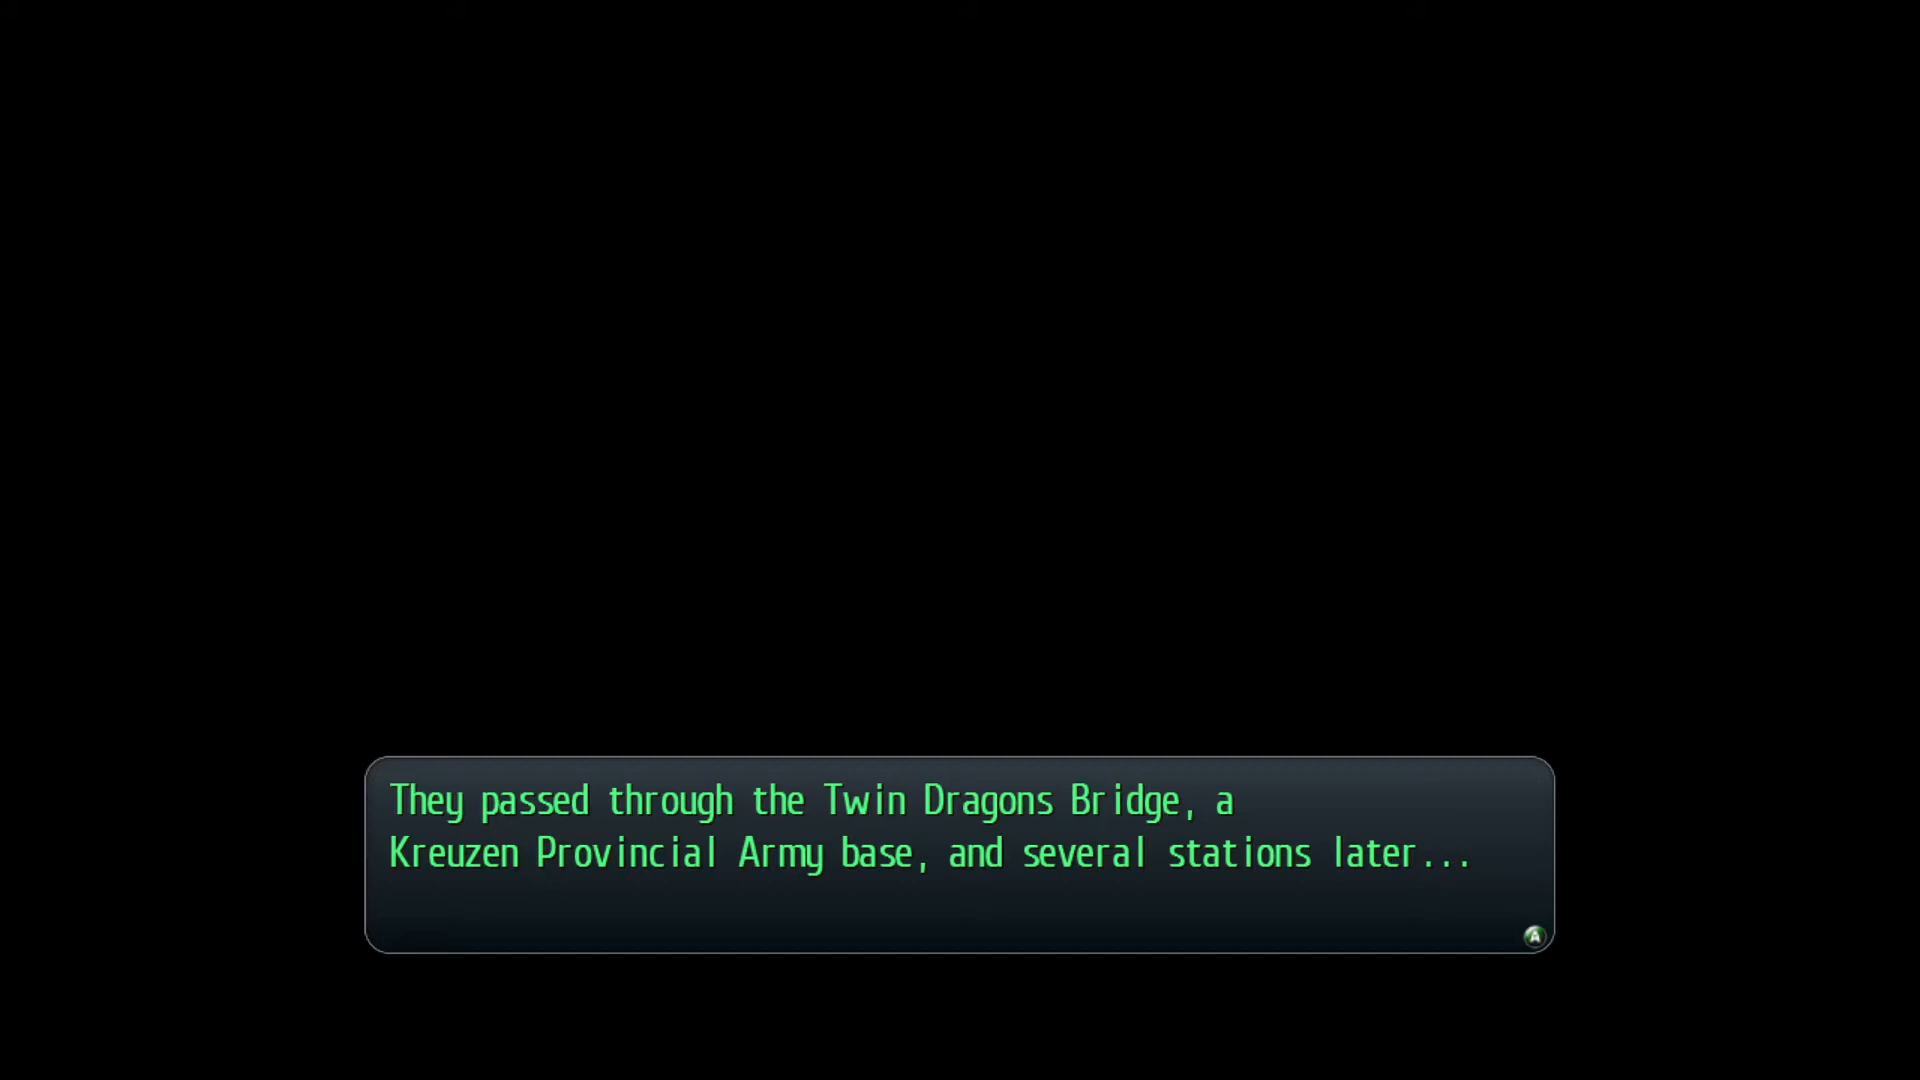 They passed through the Twin Dragons Bridge, a
Kreuzen Provincial Army base, and several stations later...
A